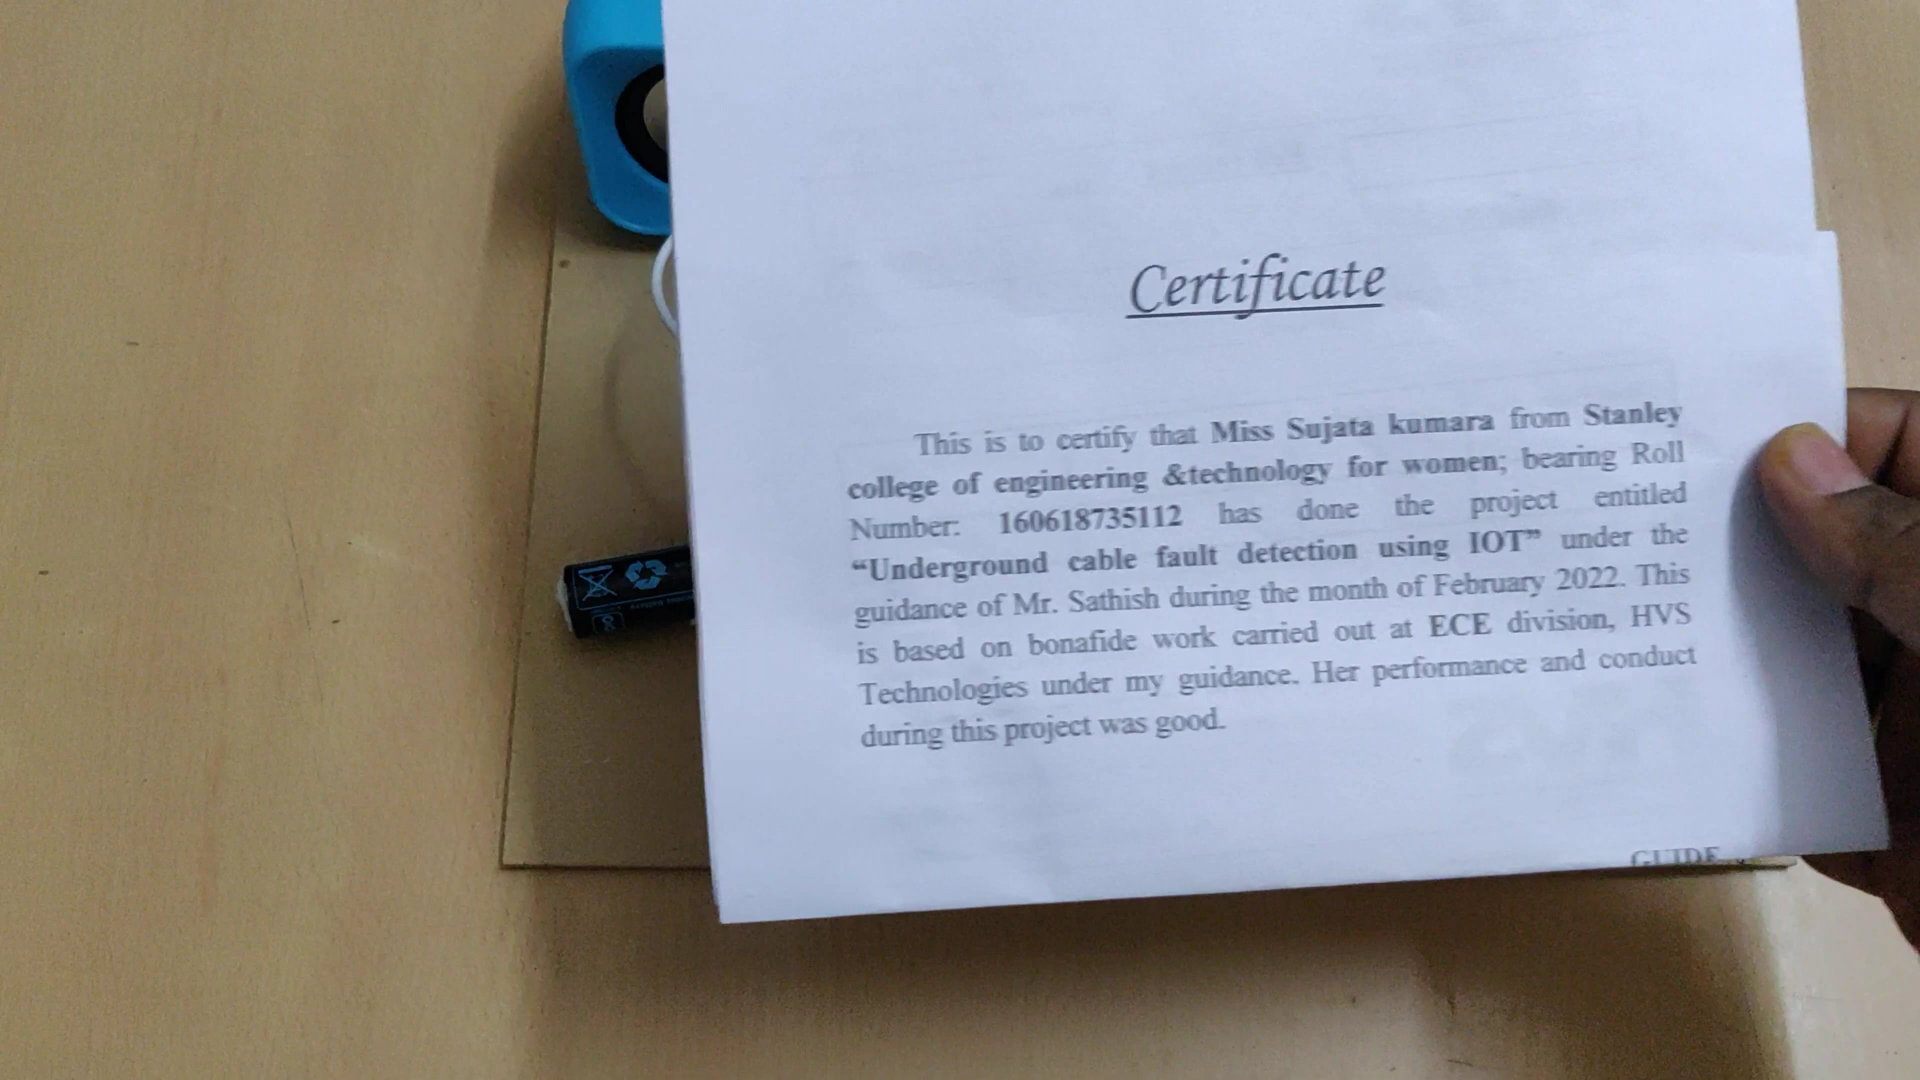 Certificate
This is to certify that Miss Sujata kumara from Stanley
college of engineering &technology for women; bearing Roll
Number: 160618735112 has done the project entitled
“Underground cable fault detection using IOT” under the
guidance of Mr. Sathish during the month of February 2022. This
is based on bonafide work carried out at ECE division, HVS
Technologies under my guidance. Her performance and conduct
during this project was good.
GUIDE